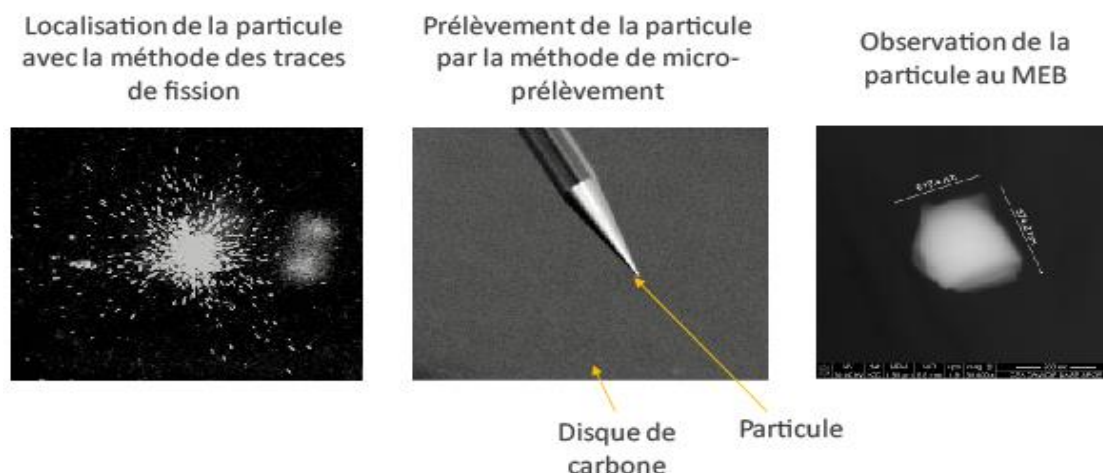 Localisation de la particule
avec la méthode des traces
de fission
Prélèvement de la particule
par la méthode de micro-
prélèvement
Observation de la
particule au MEB
Disque de
carbone
Particule